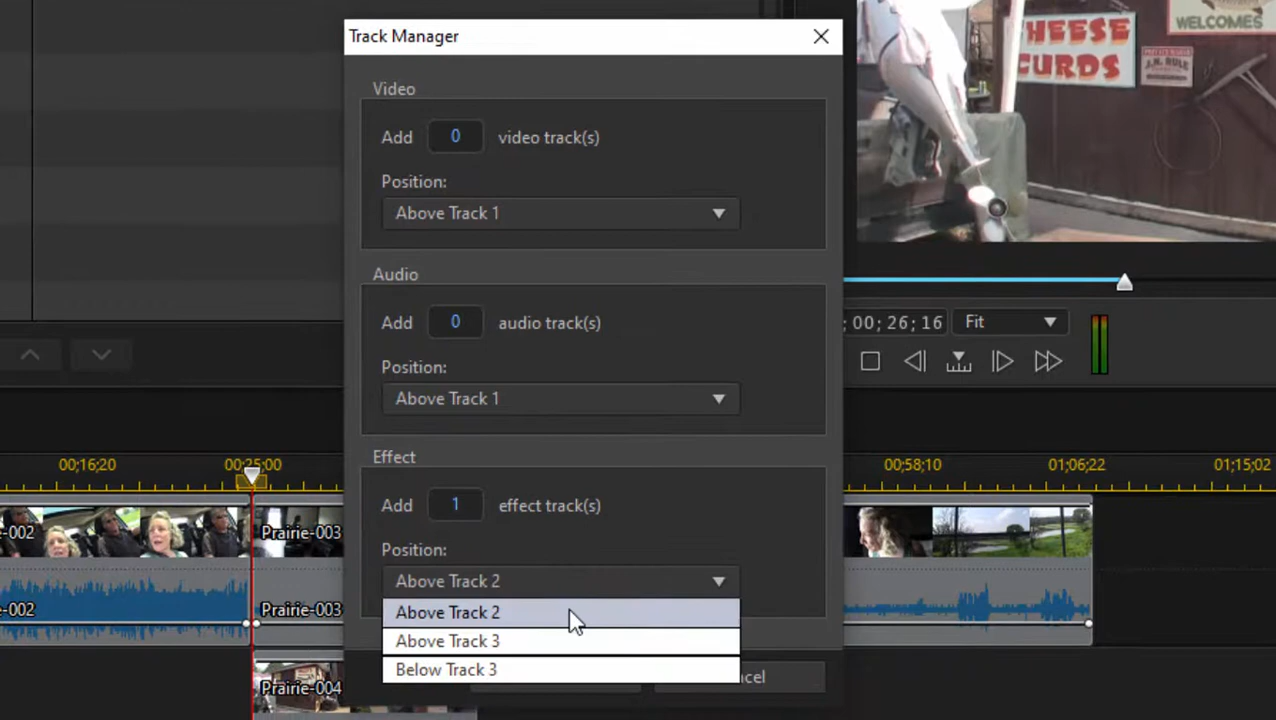 Track Manager
HEESE
CURDS
WELCOMES
J.H. RULE
Video
Add 0 video track(s)
Position:
Above Track 1
Audio
Add 0 audio track(s)
Position:
Above Track 1
; 00; 26; 16 Fit
Effect
00;16;20 00;25;00 00;58;10 01;06;22 01;15;02
Add 1 effect track(s)
e-002 Prairie-003
Position:
Above Track 2
Above Track 2
-002 Prairie-003
Above Track 3
Below Track 3
Prairie-004
cel